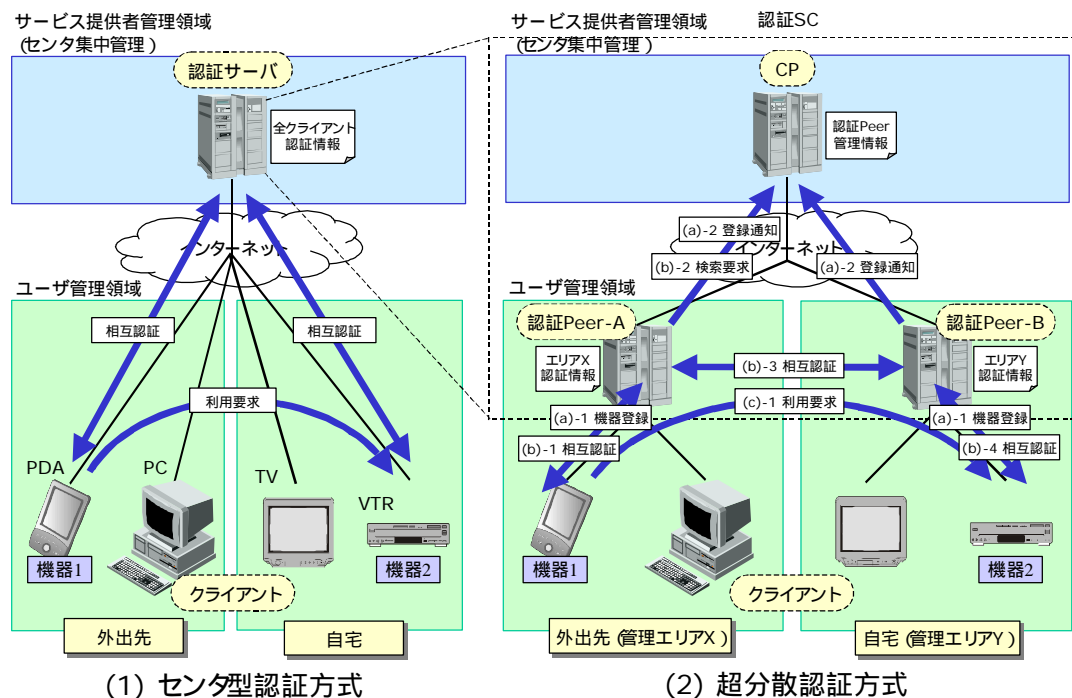 サービス提供者管理領域
(センタ集中管理)
認証サーバ
全クライアント
認証情報
インターネット
ユーザ管理領域
相互認証
相互認証
利用要求
PDA
PC
TV
VTR
機器1
機器2
クライアント
外出先
自宅
(1) センタ型認証方式
サービス提供者管理領域
(センタ集中管理)
認証SC
CP
認証Peer
管理情報
(a)-2 登録通知
インターネット
(b)-2 検索要求
(a)-2 登録通知
ユーザ管理領域
認証Peer-A
認証Peer-B
エリアX
認証情報
エリアY
認証情報
(b)-3 相互認証
(a)-1 機器登録
(c)-1 利用要求
(a)-1 機器登録
(b)-1 相互認証
(b)-4 相互認証
機器1
機器2
クライアント
外出先(管理エリアX)
自宅(管理エリアY)
(2) 超分散認証方式